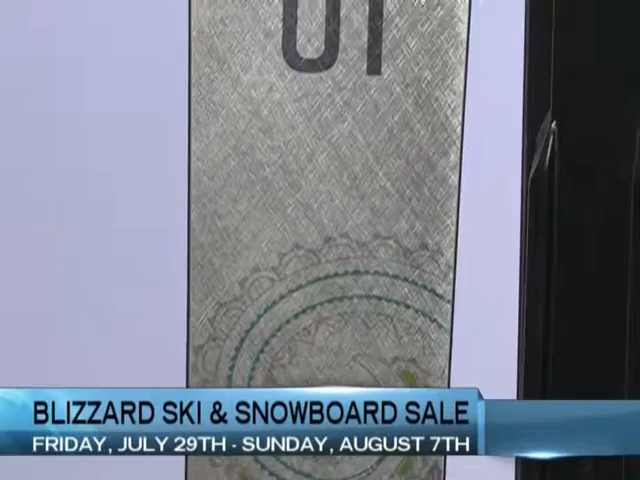 BLIZZARD SKI & SNOWBOARD SALE
FRIDAY, JULY 29TH - SUNDAY, AUGUST 7TH